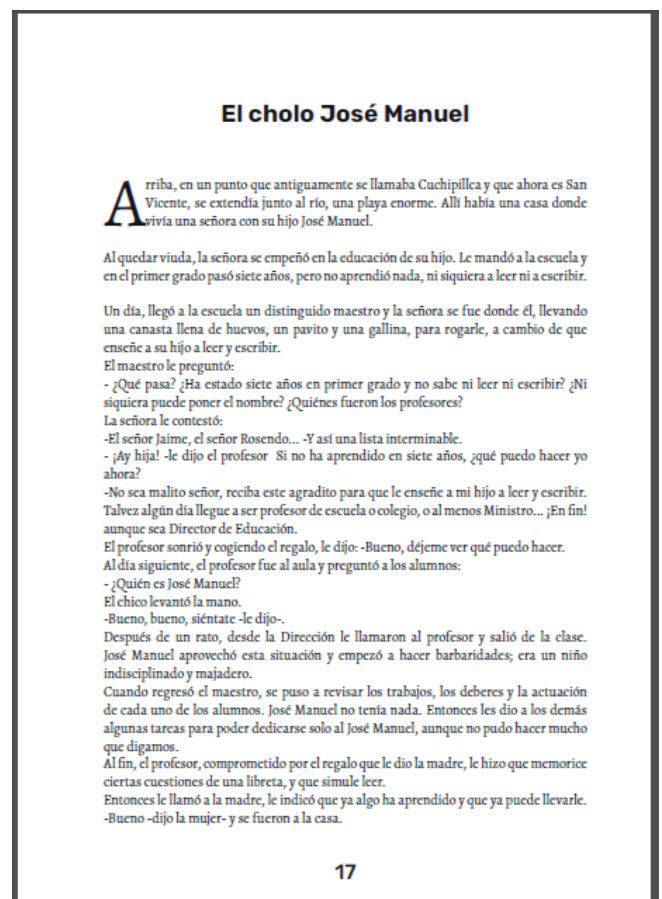 El cholo José Manuel
Arriba, en un punto que antiguamente se llamaba Cuchipillca y que ahora es San
Vicente, se extendía junto al río, una playa enorme. Allí había una casa donde
vivía una señora con su hijo José Manuel.
Al quedar viuda, la señora se empeñó en la educación de su hijo. Le mandó a la escuela y
en el primer grado pasó siete años, pero no aprendió nada, ni siquiera a leer ni a escribir.
Un día, llegó a la escuela un distinguido maestro y la señora se fue donde él, llevando
una canasta llena de huevos, un pavito y una gallina, para rogarle, a cambio de que
enseñe a su hijo a leer y escribir.
El maestro le preguntó:
- ¿Qué pasa? ¿Ha estado siete años en primer grado y no sabe ni leer ni escribir? ¿Ni
siquiera puede poner el nombre? ¿Quiénes fueron los profesores?
La señora le contestó:
-El señor Jaime, el señor Rosendo... -Y así una lista interminable.
- ¡Ay hija! -le dijo el profesor Si no ha aprendido en siete años, ¿qué puedo hacer yo
ahora?
-No sea malito señor, reciba este agradito para que le enseñe a mi hijo a leer y escribir.
Talvez algún día llegue a ser profesor de escuela o colegio, o al menos Ministro... ¡En fin!
aunque sea Director de Educación.
El profesor sonrió y cogiendo el regalo, le dijo: -Bueno, déjeme ver qué puedo hacer.
Al día siguiente, el profesor fue al aula y preguntó a los alumnos:
- ¿Quién es José Manuel?
El chico levantó la mano.
-Bueno, bueno, siéntate -le dijo-.
Después de un rato, desde la Dirección le llamaron al profesor y salió de la clase.
José Manuel aprovechó esta situación y empezó a hacer barbaridades; era un niño
indisciplinado y majadero.
Cuando regresó el maestro, se puso a revisar los trabajos, los deberes y la actuación
de cada uno de los alumnos. José Manuel no tenía nada. Entonces les dio a los demás
algunas tareas para poder dedicarse solo al José Manuel, aunque no pudo hacer mucho
que digamos.
Al fin, el profesor, comprometido por el regalo que le dio la madre, le hizo que memorice
ciertas cuestiones de una libreta, y que simule leer.
Entonces le llamó a la madre, le indicó que ya algo ha aprendido y que ya puede llevarle.
-Bueno -dijo la mujer- y se fueron a la casa.
17